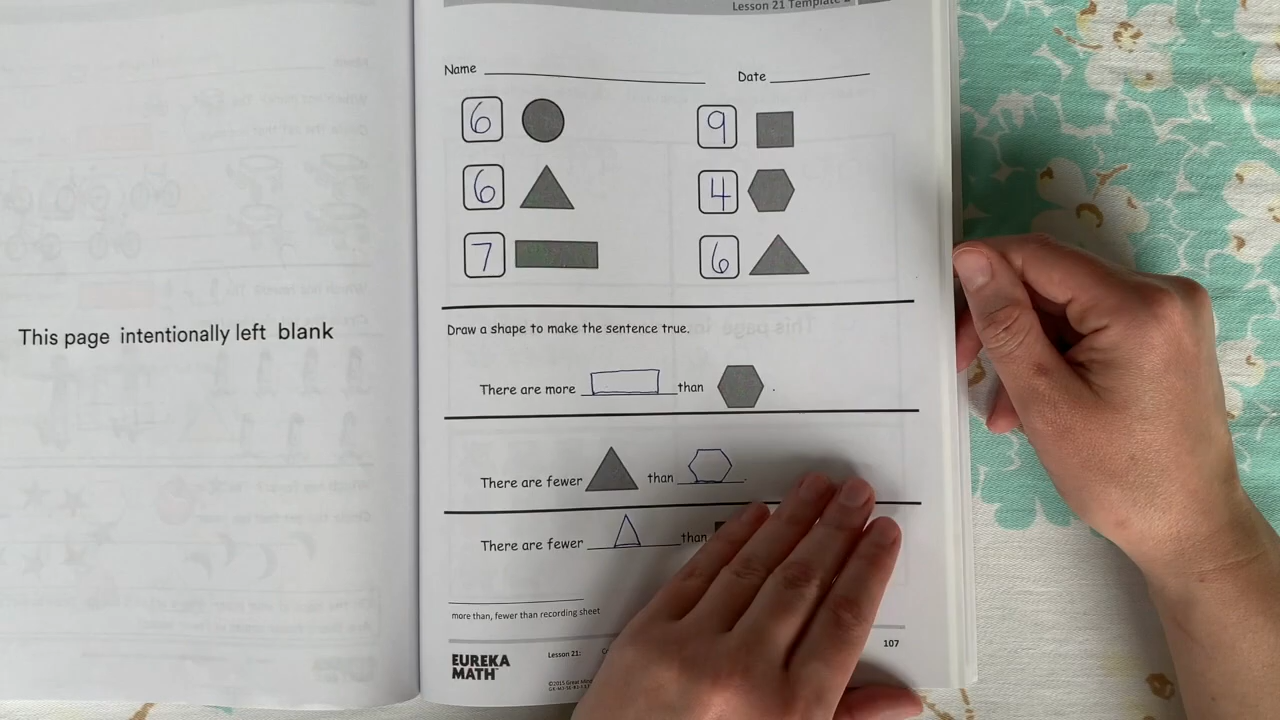 Lesson 21 Template
This page intentionally left blank
Name Date
6 9
6 4
7 6
Draw a shape to make the sentence true.
There are more than .
There are fewer than .
There are fewer than
more than, fewer than recording sheet
107
EUREKA
MATH
Lesson 21: